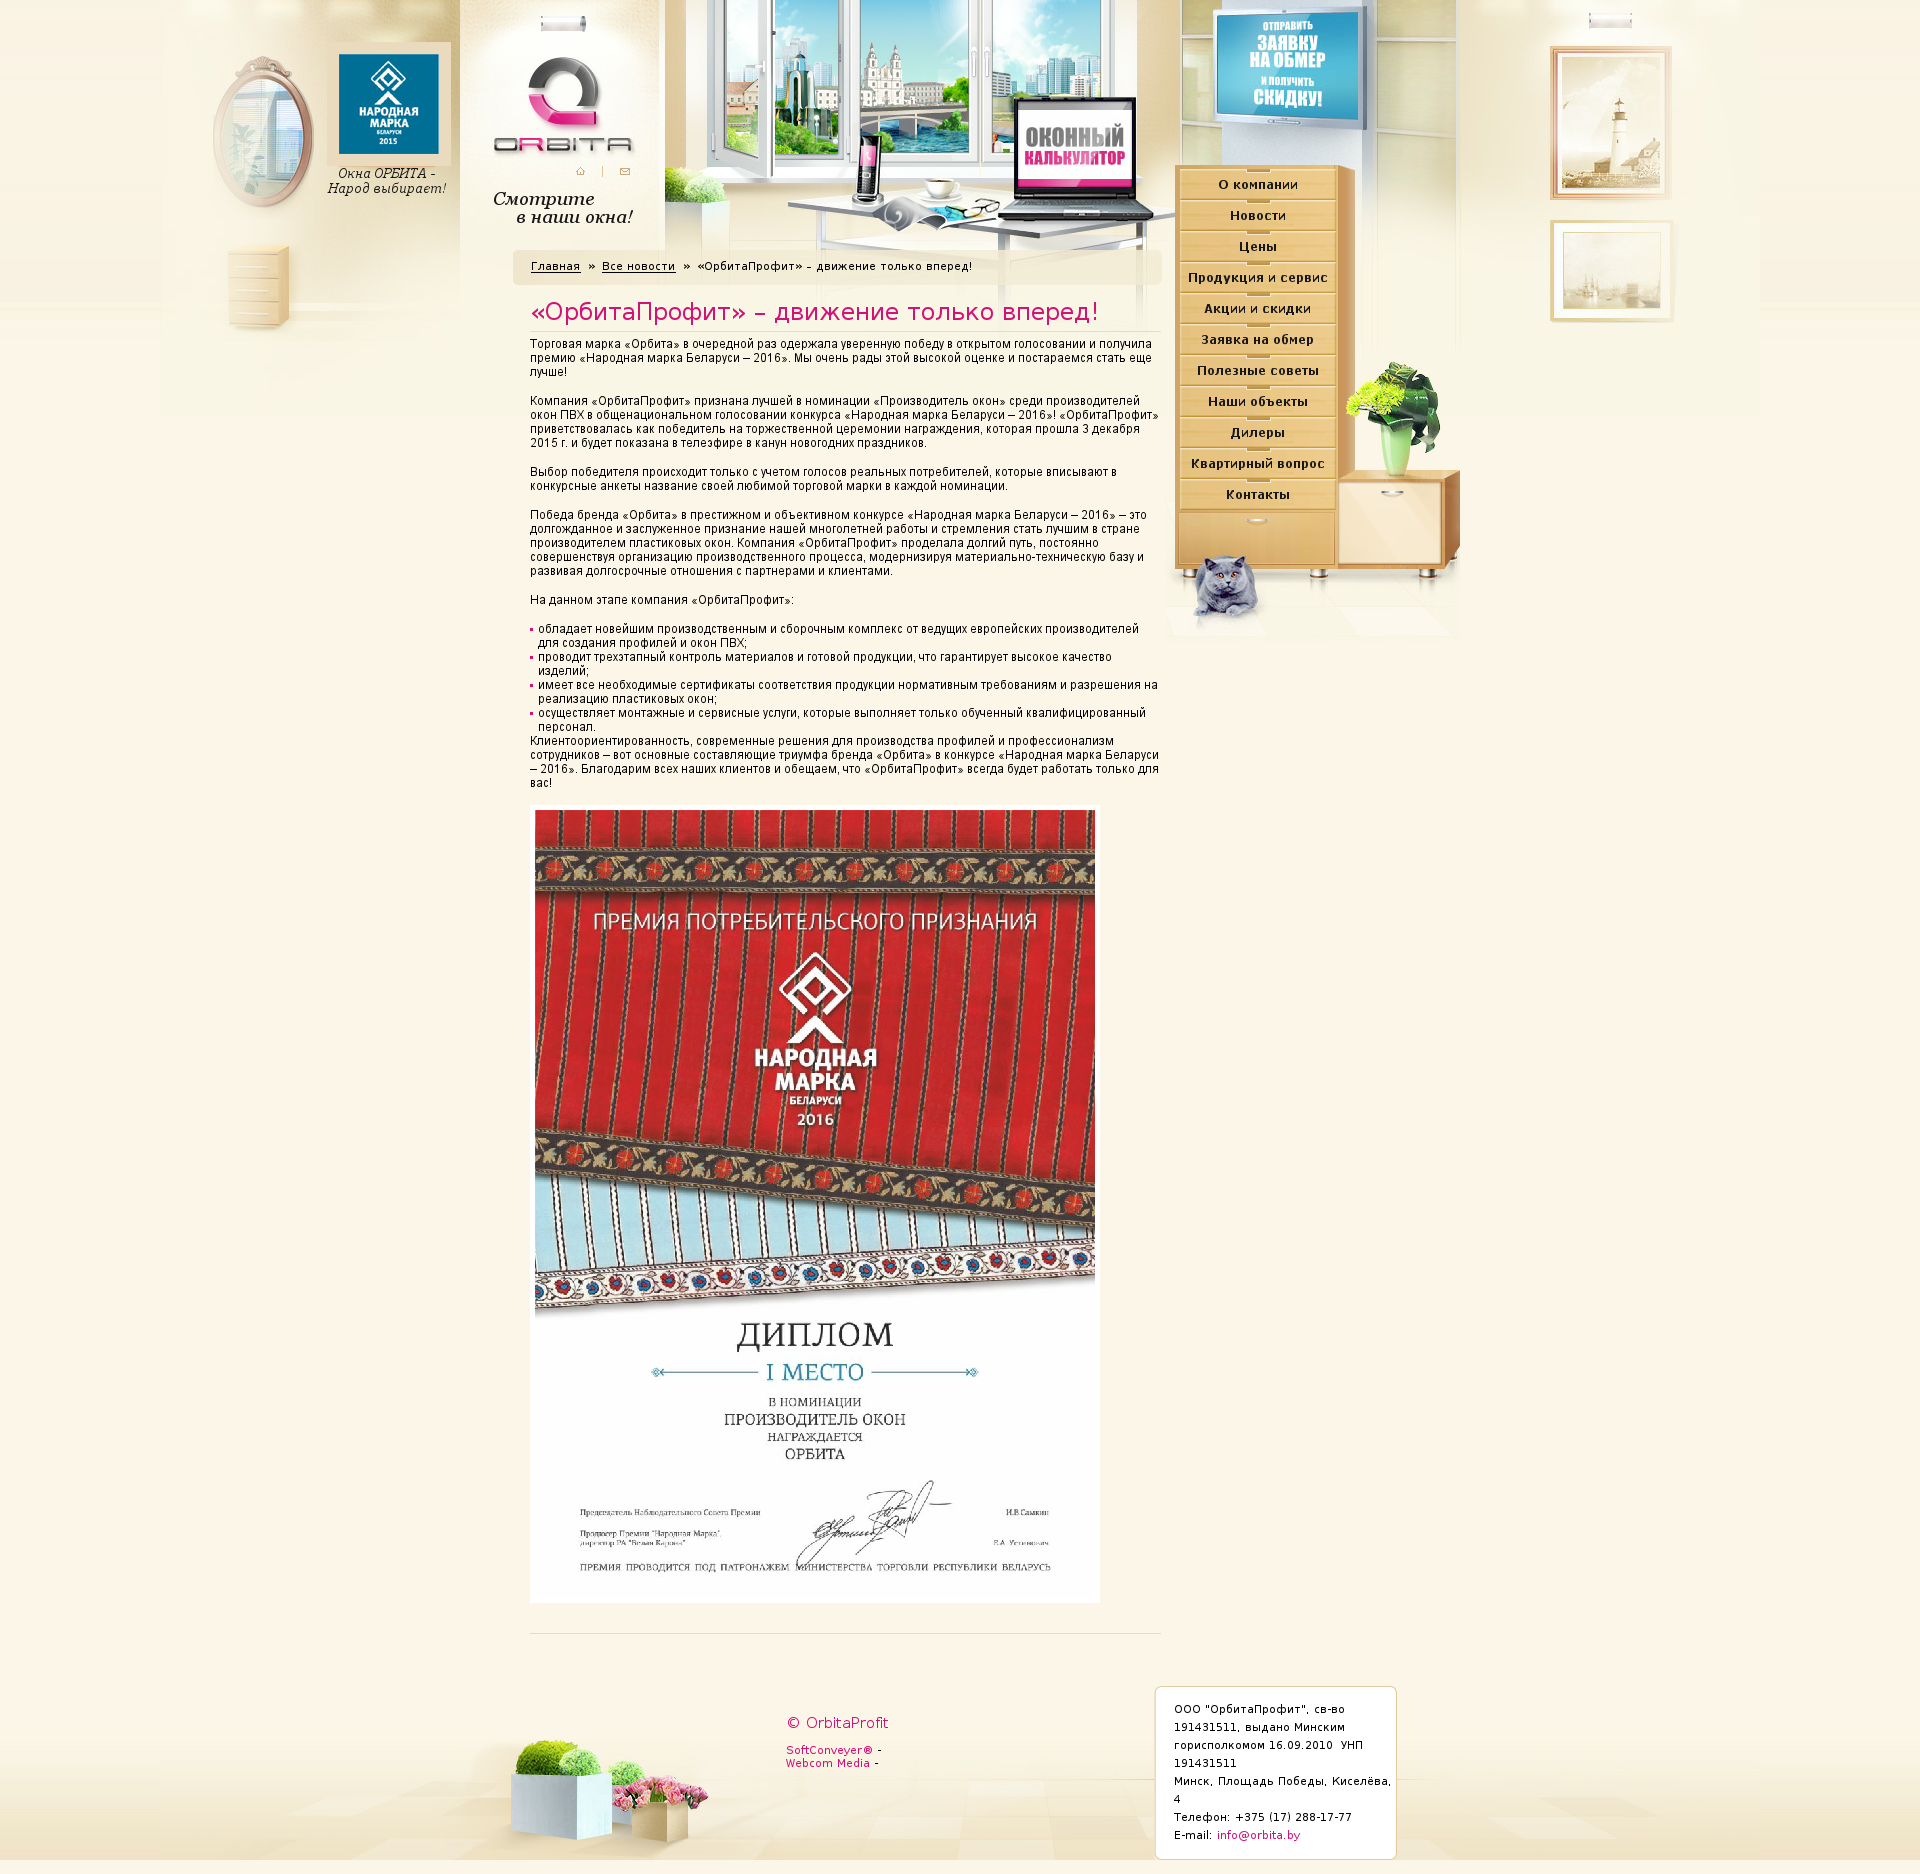 НАРОДНАЯ
МАРКА
БЕЛАРУСИ
2015
Окна ОРБИТА -
Народ выбирает!
ORBITA
Смотрите
в наши окна!
ОКОННЫЙ
КАЛЬКУЛЯТОР
ОТПРАВИТЬ
ЗАЯВКУ
НА ОБМЕР
И ПОЛУЧИТЬ
СКИДКУ!
О компании
Новости
Цены
Продукция и сервис
Акции и скидки
Заявка на обмер
Полезные советы
Наши объекты
Дилеры
Квартирный вопрос
Контакты
Главная » Все новости » «ОрбитаПрофит» – движение только вперед!
«ОрбитаПрофит» – движение только вперед!
Торговая марка «Орбита» в очередной раз одержала уверенную победу в открытом голосовании и получила
премию «Народная марка Беларуси – 2016». Мы очень рады этой высокой оценке и постараемся стать еще
лучше!
Компания «ОрбитаПрофит» признана лучшей в номинации «Производитель окон» среди производителей
окон ПВХ в общенациональном голосовании конкурса «Народная марка Беларуси – 2016»! «ОрбитаПрофит»
приветствовалась как победитель на торжественной церемонии награждения, которая прошла 3 декабря
2015 г. и будет показана в телеэфире в канун новогодних праздников.
Выбор победителя происходит только с учетом голосов реальных потребителей, которые вписывают в
конкурсные анкеты название своей любимой торговой марки в каждой номинации.
Победа бренда «Орбита» в престижном и объективном конкурсе «Народная марка Беларуси – 2016» – это
долгожданное и заслуженное признание нашей многолетней работы и стремления стать лучшим в стране
производителем пластиковых окон. Компания «ОрбитаПрофит» проделала долгий путь, постоянно
совершенствуя организацию производственного процесса, модернизируя материально-техническую базу и
развивая долгосрочные отношения с партнерами и клиентами.
На данном этапе компания «ОрбитаПрофит»:
обладает новейшим производственным и сборочным комплекс от ведущих европейских производителей
для создания профилей и окон ПВХ;
проводит трехэтапный контроль материалов и готовой продукции, что гарантирует высокое качество
изделий;
имеет все необходимые сертификаты соответствия продукции нормативным требованиям и разрешения на
реализацию пластиковых окон;
осуществляет монтажные и сервисные услуги, которые выполняет только обученный квалифицированный
персонал.
Клиентоориентированность, современные решения для производства профилей и профессионализм
сотрудников – вот основные составляющие триумфа бренда «Орбита» в конкурсе «Народная марка Беларуси
– 2016». Благодарим всех наших клиентов и обещаем, что «ОрбитаПрофит» всегда будет работать только для
вас!
ПРЕМИЯ ПОТРЕБИТЕЛЬСКОГО ПРИЗНАНИЯ
НАРОДНАЯ
МАРКА
БЕЛАРУСИ
2016
ДИПЛОМ
I МЕСТО
В НОМИНАЦИИ
ПРОИЗВОДИТЕЛЬ ОКОН
НАГРАЖДАЕТСЯ
ОРБИТА
Председатель Наблюдательного Совета Премии
И.В.Самкин
Продюсер Премии "Народная Марка",
директор РА "Белая Карона"
Е.А. Устинович
ПРЕМИЯ ПРОВОДИТСЯ ПОД ПАТРОНАЖЕМ МИНИСТЕРСТВА ТОРГОВЛИ РЕСПУБЛИКИ БЕЛАРУСЬ
© OrbitaProfit
SoftConveyer® -
Webcom Media -
ООО "ОрбитаПрофит", св-во
191431511, выдано Минским
горисполкомом 16.09.2010 УНП
191431511
Минск, Площадь Победы, Киселёва,
4
Телефон: +375 (17) 288-17-77
E-mail: info@orbita.by